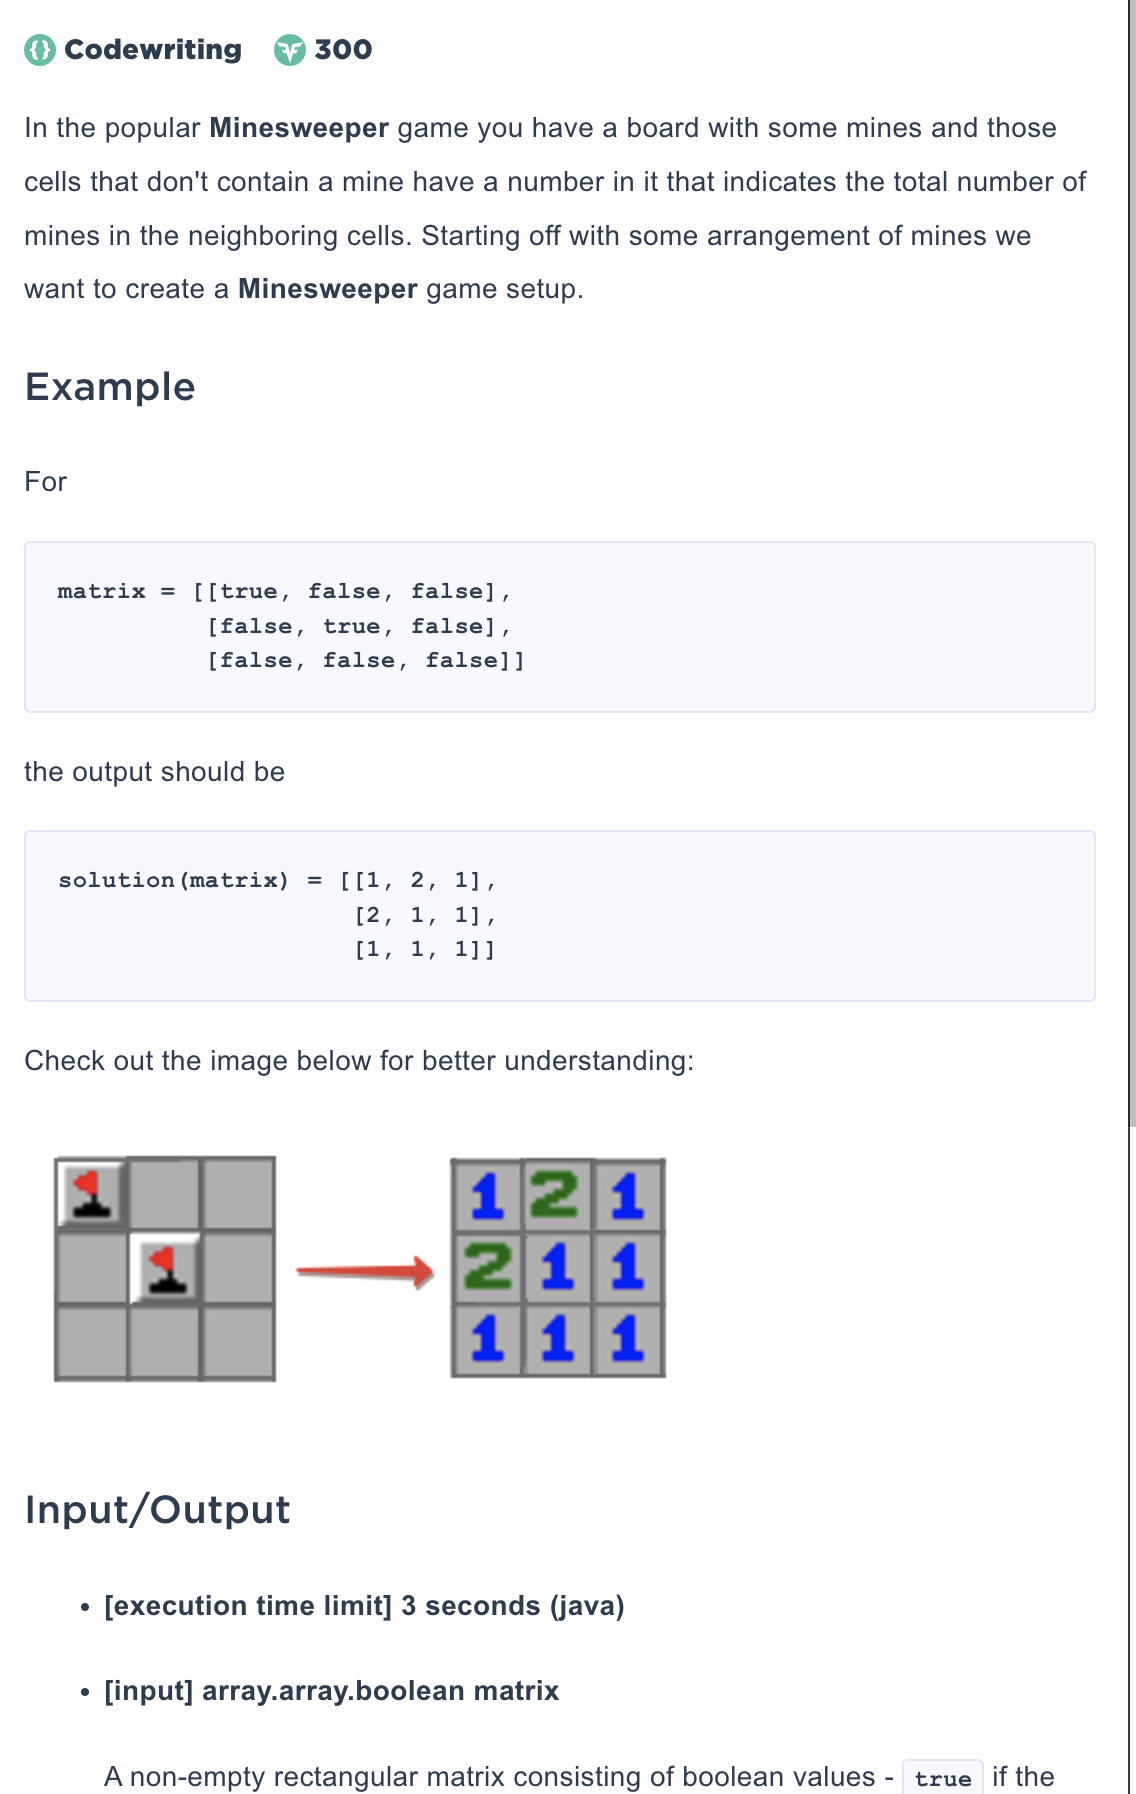 {} Codewriting 300
In the popular Minesweeper game you have a board with some mines and those
cells that don't contain a mine have a number in it that indicates the total number of
mines in the neighboring cells. Starting off with some arrangement of mines we
want to create a Minesweeper game setup.
Example
For
matrix = [[true, false, false],
[false, true, false],
[false, false, false]]
the output should be
solution(matrix) = [[1, 2, 1],
[2, 1, 1],
[1, 1, 1]]
Check out the image below for better understanding:
1 2 1
2 1 1
1 1 1
Input/Output
• [execution time limit] 3 seconds (java)
• [input] array.array.boolean matrix
A non-empty rectangular matrix consisting of boolean values - true if the